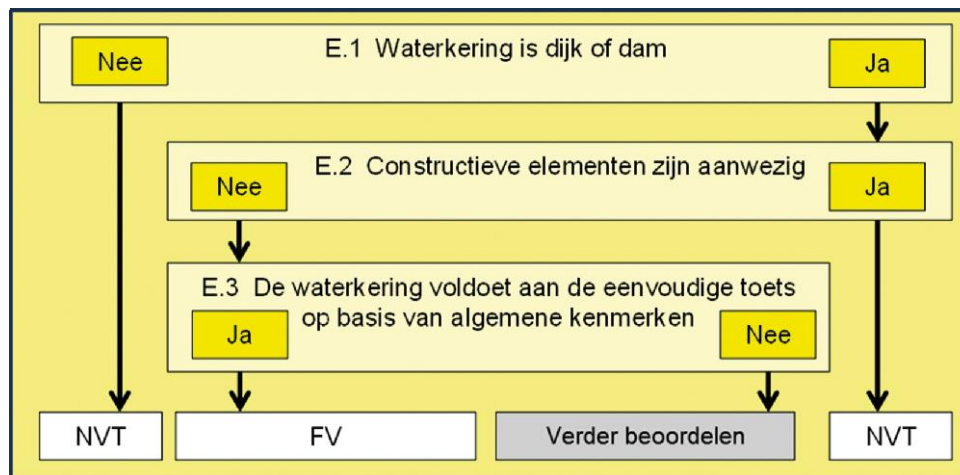 E.1 Waterkering is dijk of dam
Nee
Ja
E.2 Constructieve elementen zijn aanwezig
Nee
Ja
E.3 De waterkering voldoet aan de eenvoudige toets
op basis van algemene kenmerken
Ja
Nee
NVT
FV
Verder beoordelen
NVT